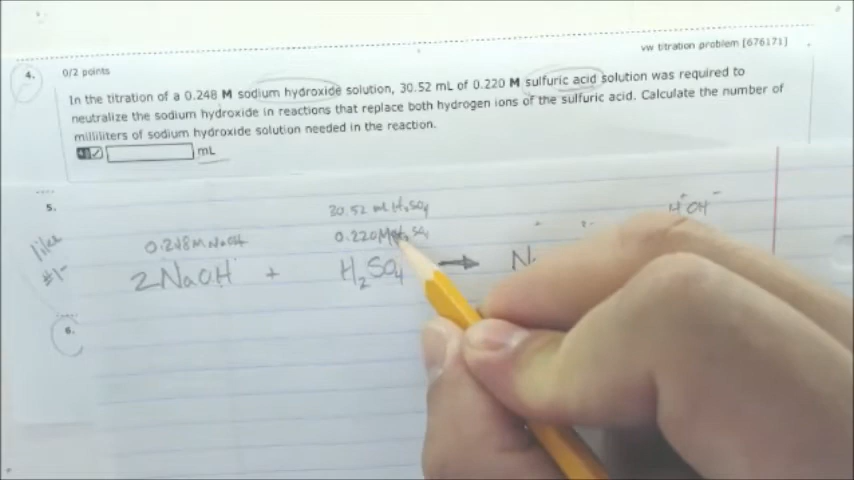 vw titration problem [676171]
4. 0/2 points
In the titration of a 0.248 M sodium hydroxide solution, 30.52 mL of 0.220 M sulfuric acid solution was required to
neutralize the sodium hydroxide in reactions that replace both hydrogen ions of the sulfuric acid. Calculate the number of
milliliters of sodium hydroxide solution needed in the reaction.
mL
5.
30.52 mL H₂SO₄
H⁺ OH⁻
like
0.248 M NaOH
0.220 M
#1-
2NaOH + H₂SO₄ → N
6.